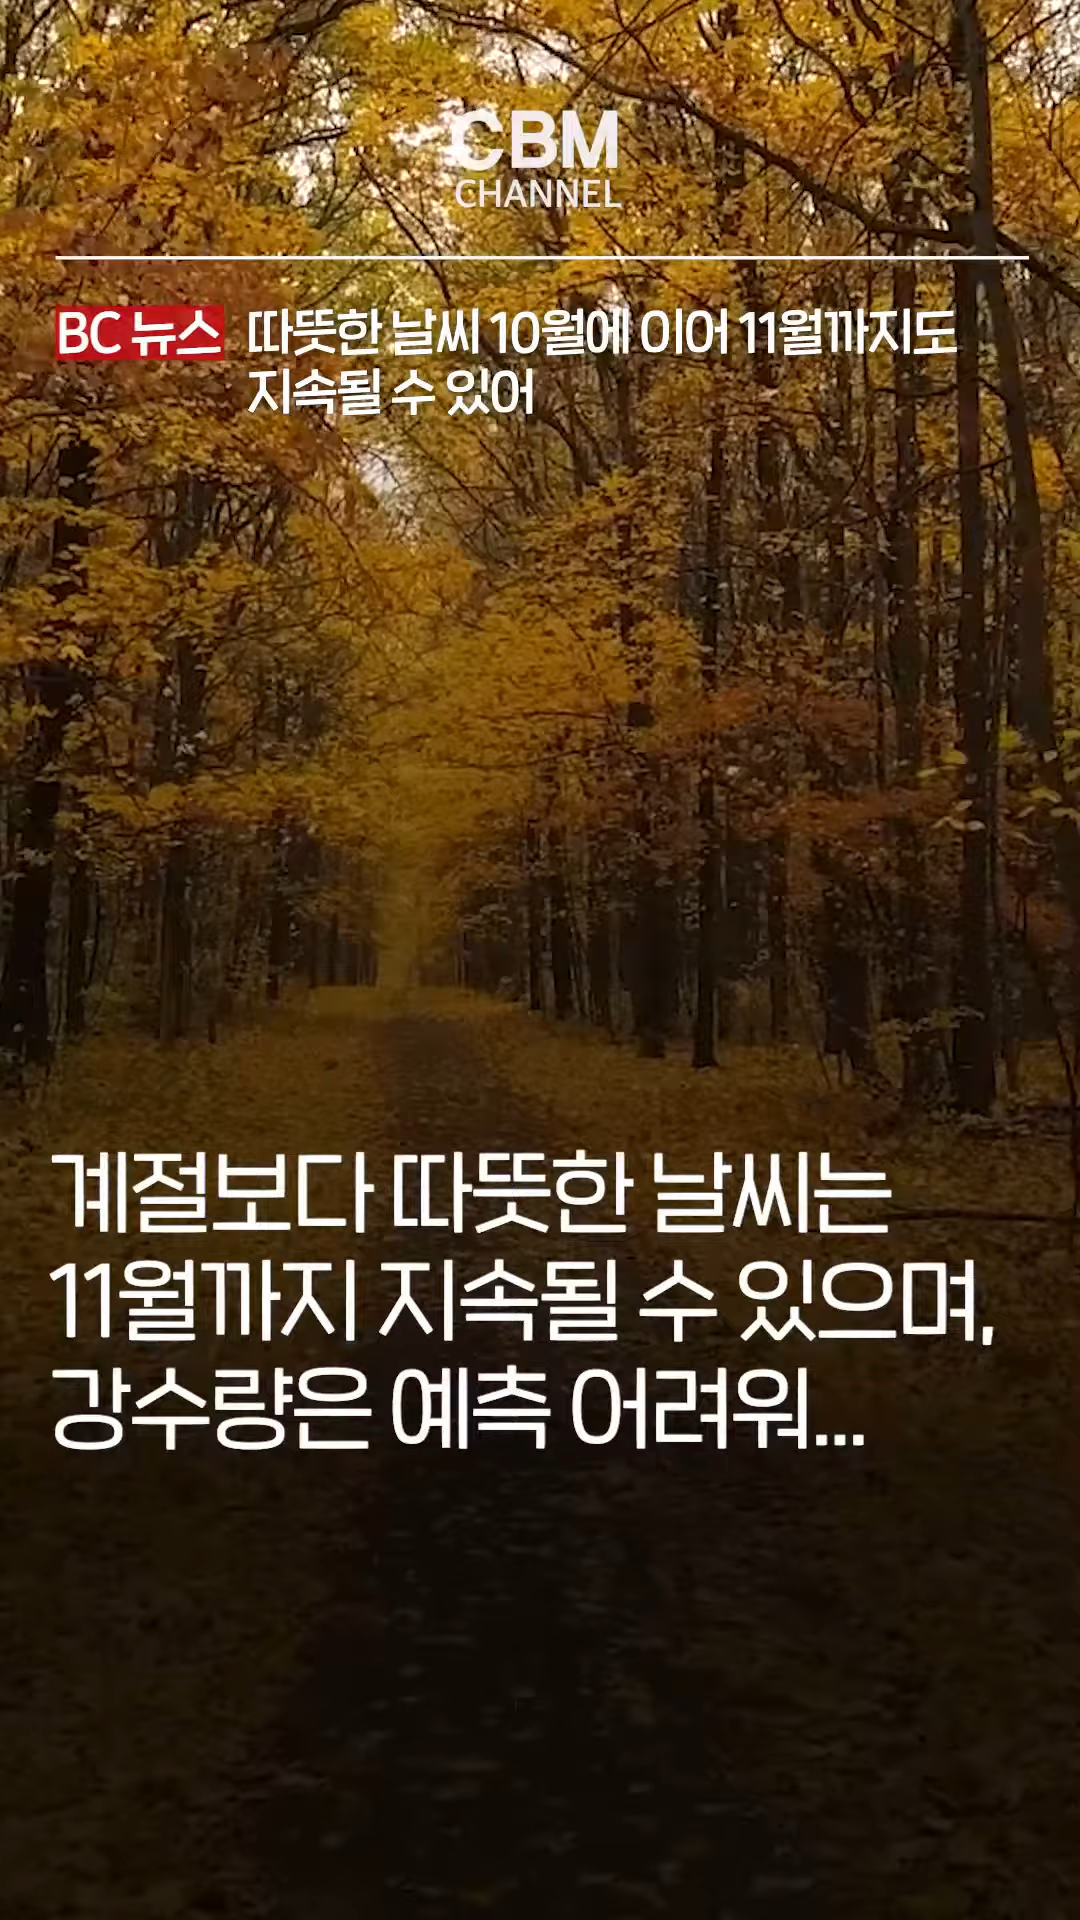 CBM
CHANNEL
BC 뉴스 따뜻한 날씨 10월에 이어 11월까지도
지속될 수 있어
계절보다 따뜻한 날씨는
11월까지 지속될 수 있으며,
강수량은 예측 어려워...